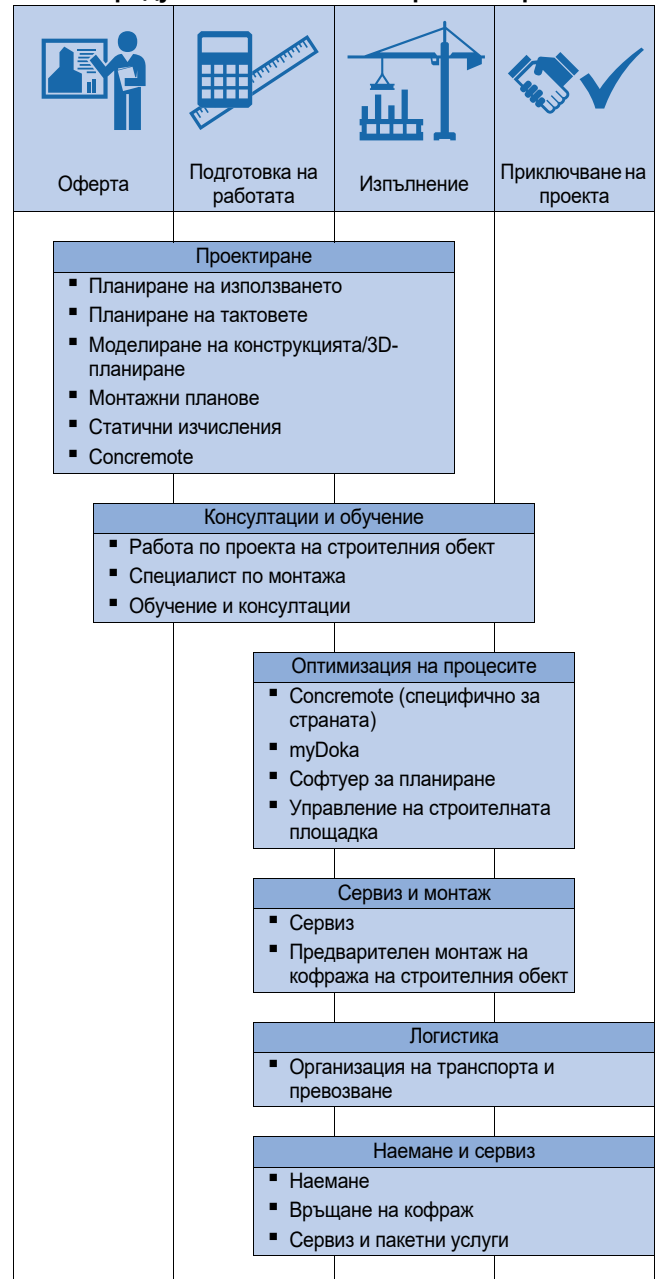 Оферта
Подготовка на
работата
Изпълнение
Приключване на
проекта
Проектиране
▪ Планиране на използването
▪ Планиране на тактовете
▪ Моделиране на конструкцията/3D-
планиране
▪ Монтажни планове
▪ Статични изчисления
▪ Concremote
Консултации и обучение
▪ Работа по проекта на строителния обект
▪ Специалист по монтажа
▪ Обучение и консултации
Оптимизация на процесите
▪ Concremote (специфично за
страната)
▪ myDoka
▪ Софтуер за планиране
▪ Управление на строителната
площадка
Сервиз и монтаж
▪ Сервиз
▪ Предварителен монтаж на
кофража на строителния обект
Логистика
▪ Организация на транспорта и
превозване
Наемане и сервиз
▪ Наемане
▪ Връщане на кофраж
▪ Сервиз и пакетни услуги